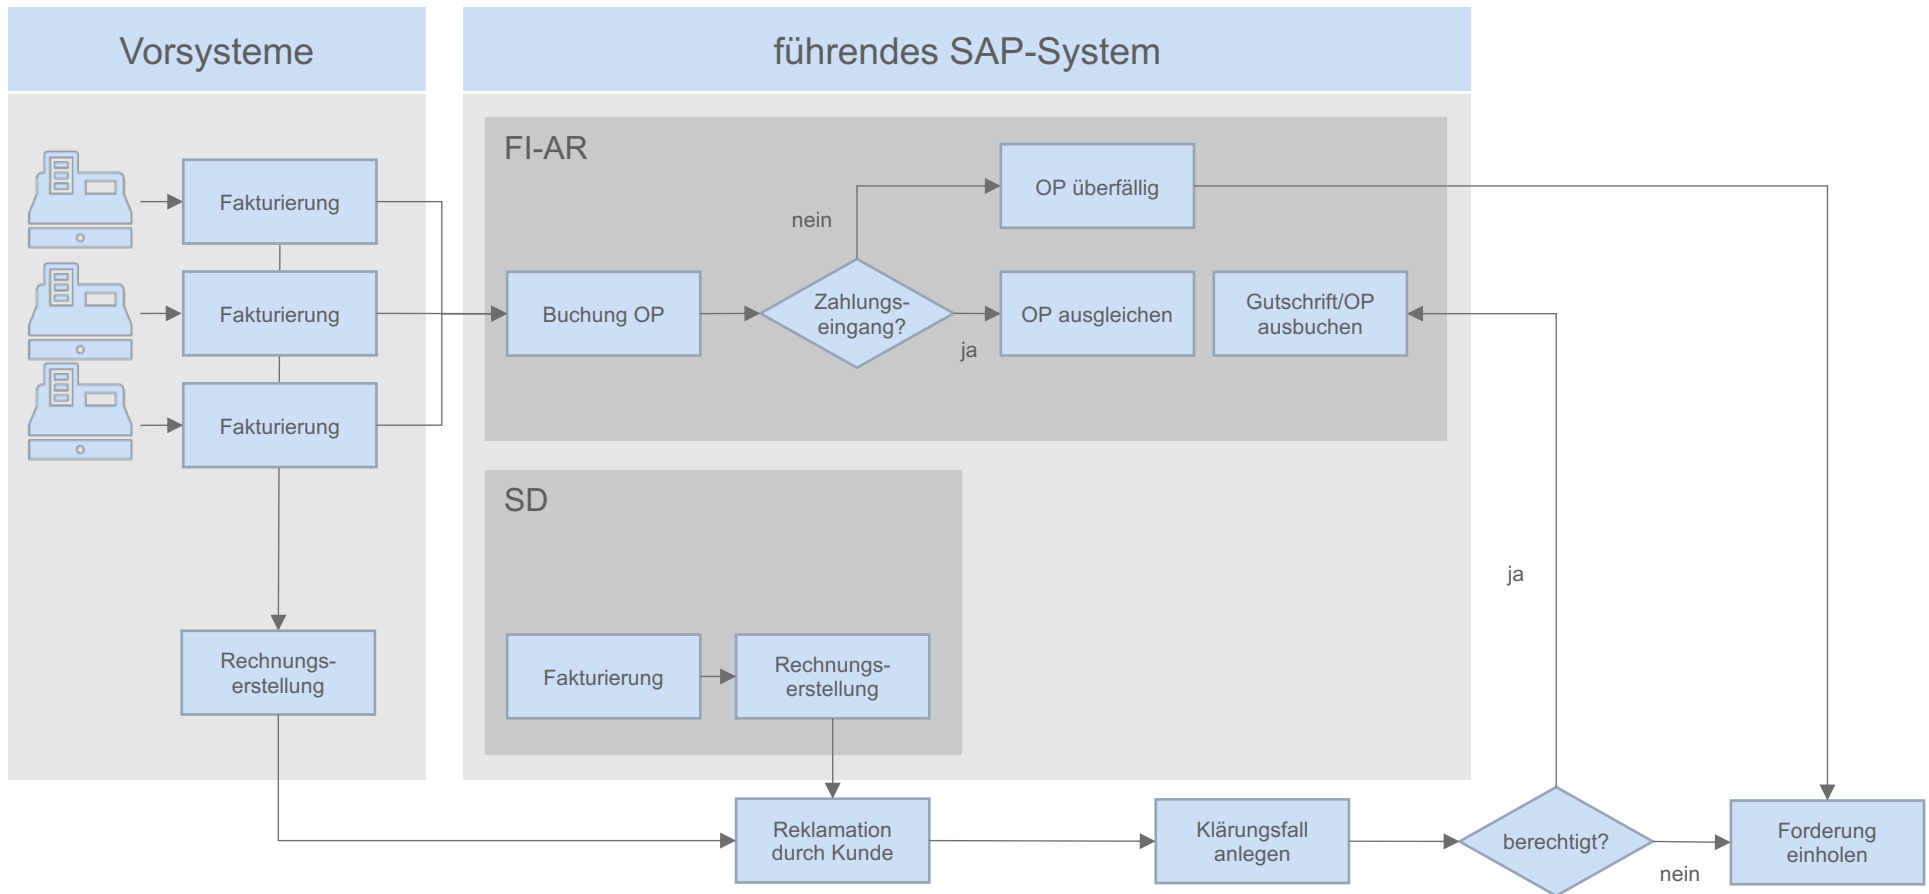 Vorsysteme
führendes SAP-System
FI-AR
Fakturierung
Fakturierung
Fakturierung
Rechnungs-
erstellung
Buchung OP
Zahlungs-
eingang?
nein
ja
OP überfällig
OP ausgleichen
Gutschrift/OP
ausbuchen
SD
Fakturierung
Rechnungs-
erstellung
ja
Reklamation
durch Kunde
Klärungsfall
anlegen
berechtigt?
nein
Forderung
einholen